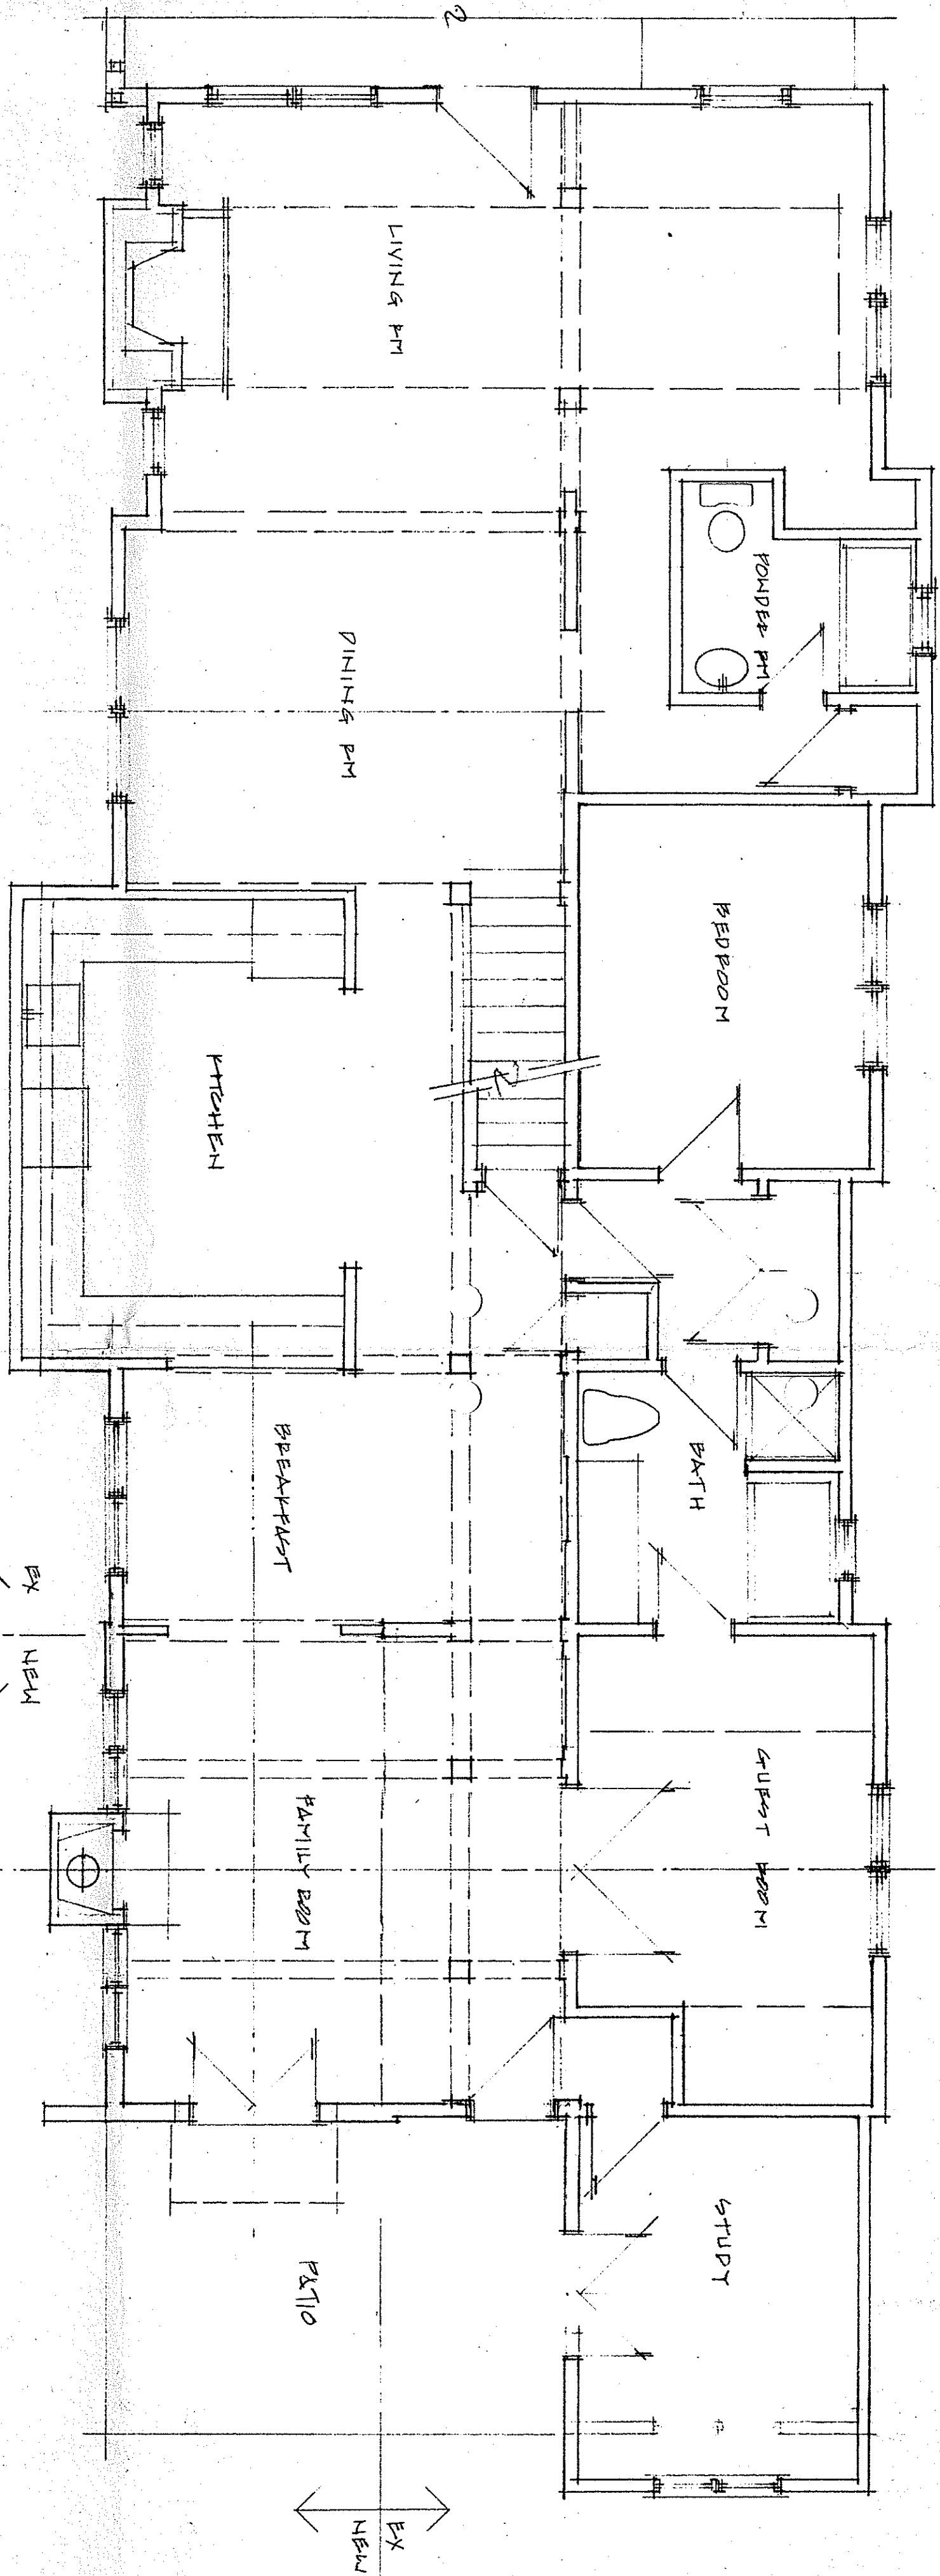 2
LIVING RM
POWDER RM
DINING RM
BEDROOM
KITCHEN
BATH
BREAKFAST
EX
NEW
GUEST ROOM
FAMILY ROOM
STUDY
PATIO
EX
NEW